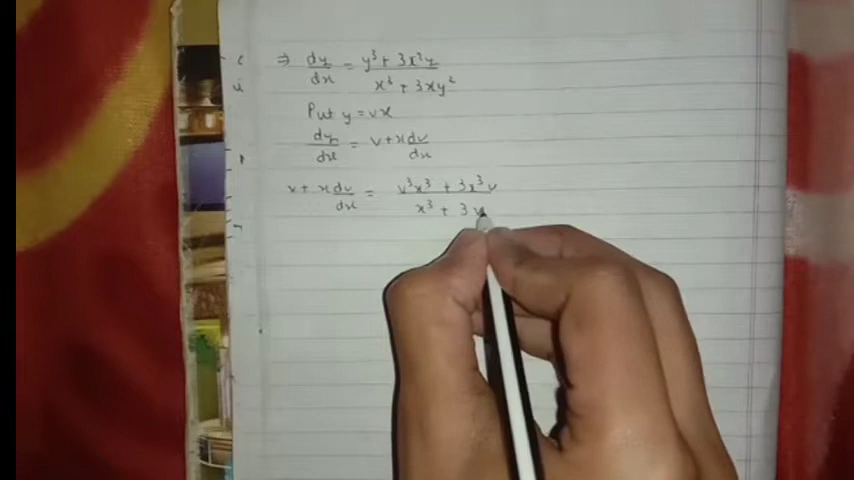 ⇒ dy/dx = y³ + 3x²y / x³ + 3xy²
Put y = vx
dy/dx = v + x dv/dx
v + x dv/dx = v³x³ + 3x³v / x³ + 3